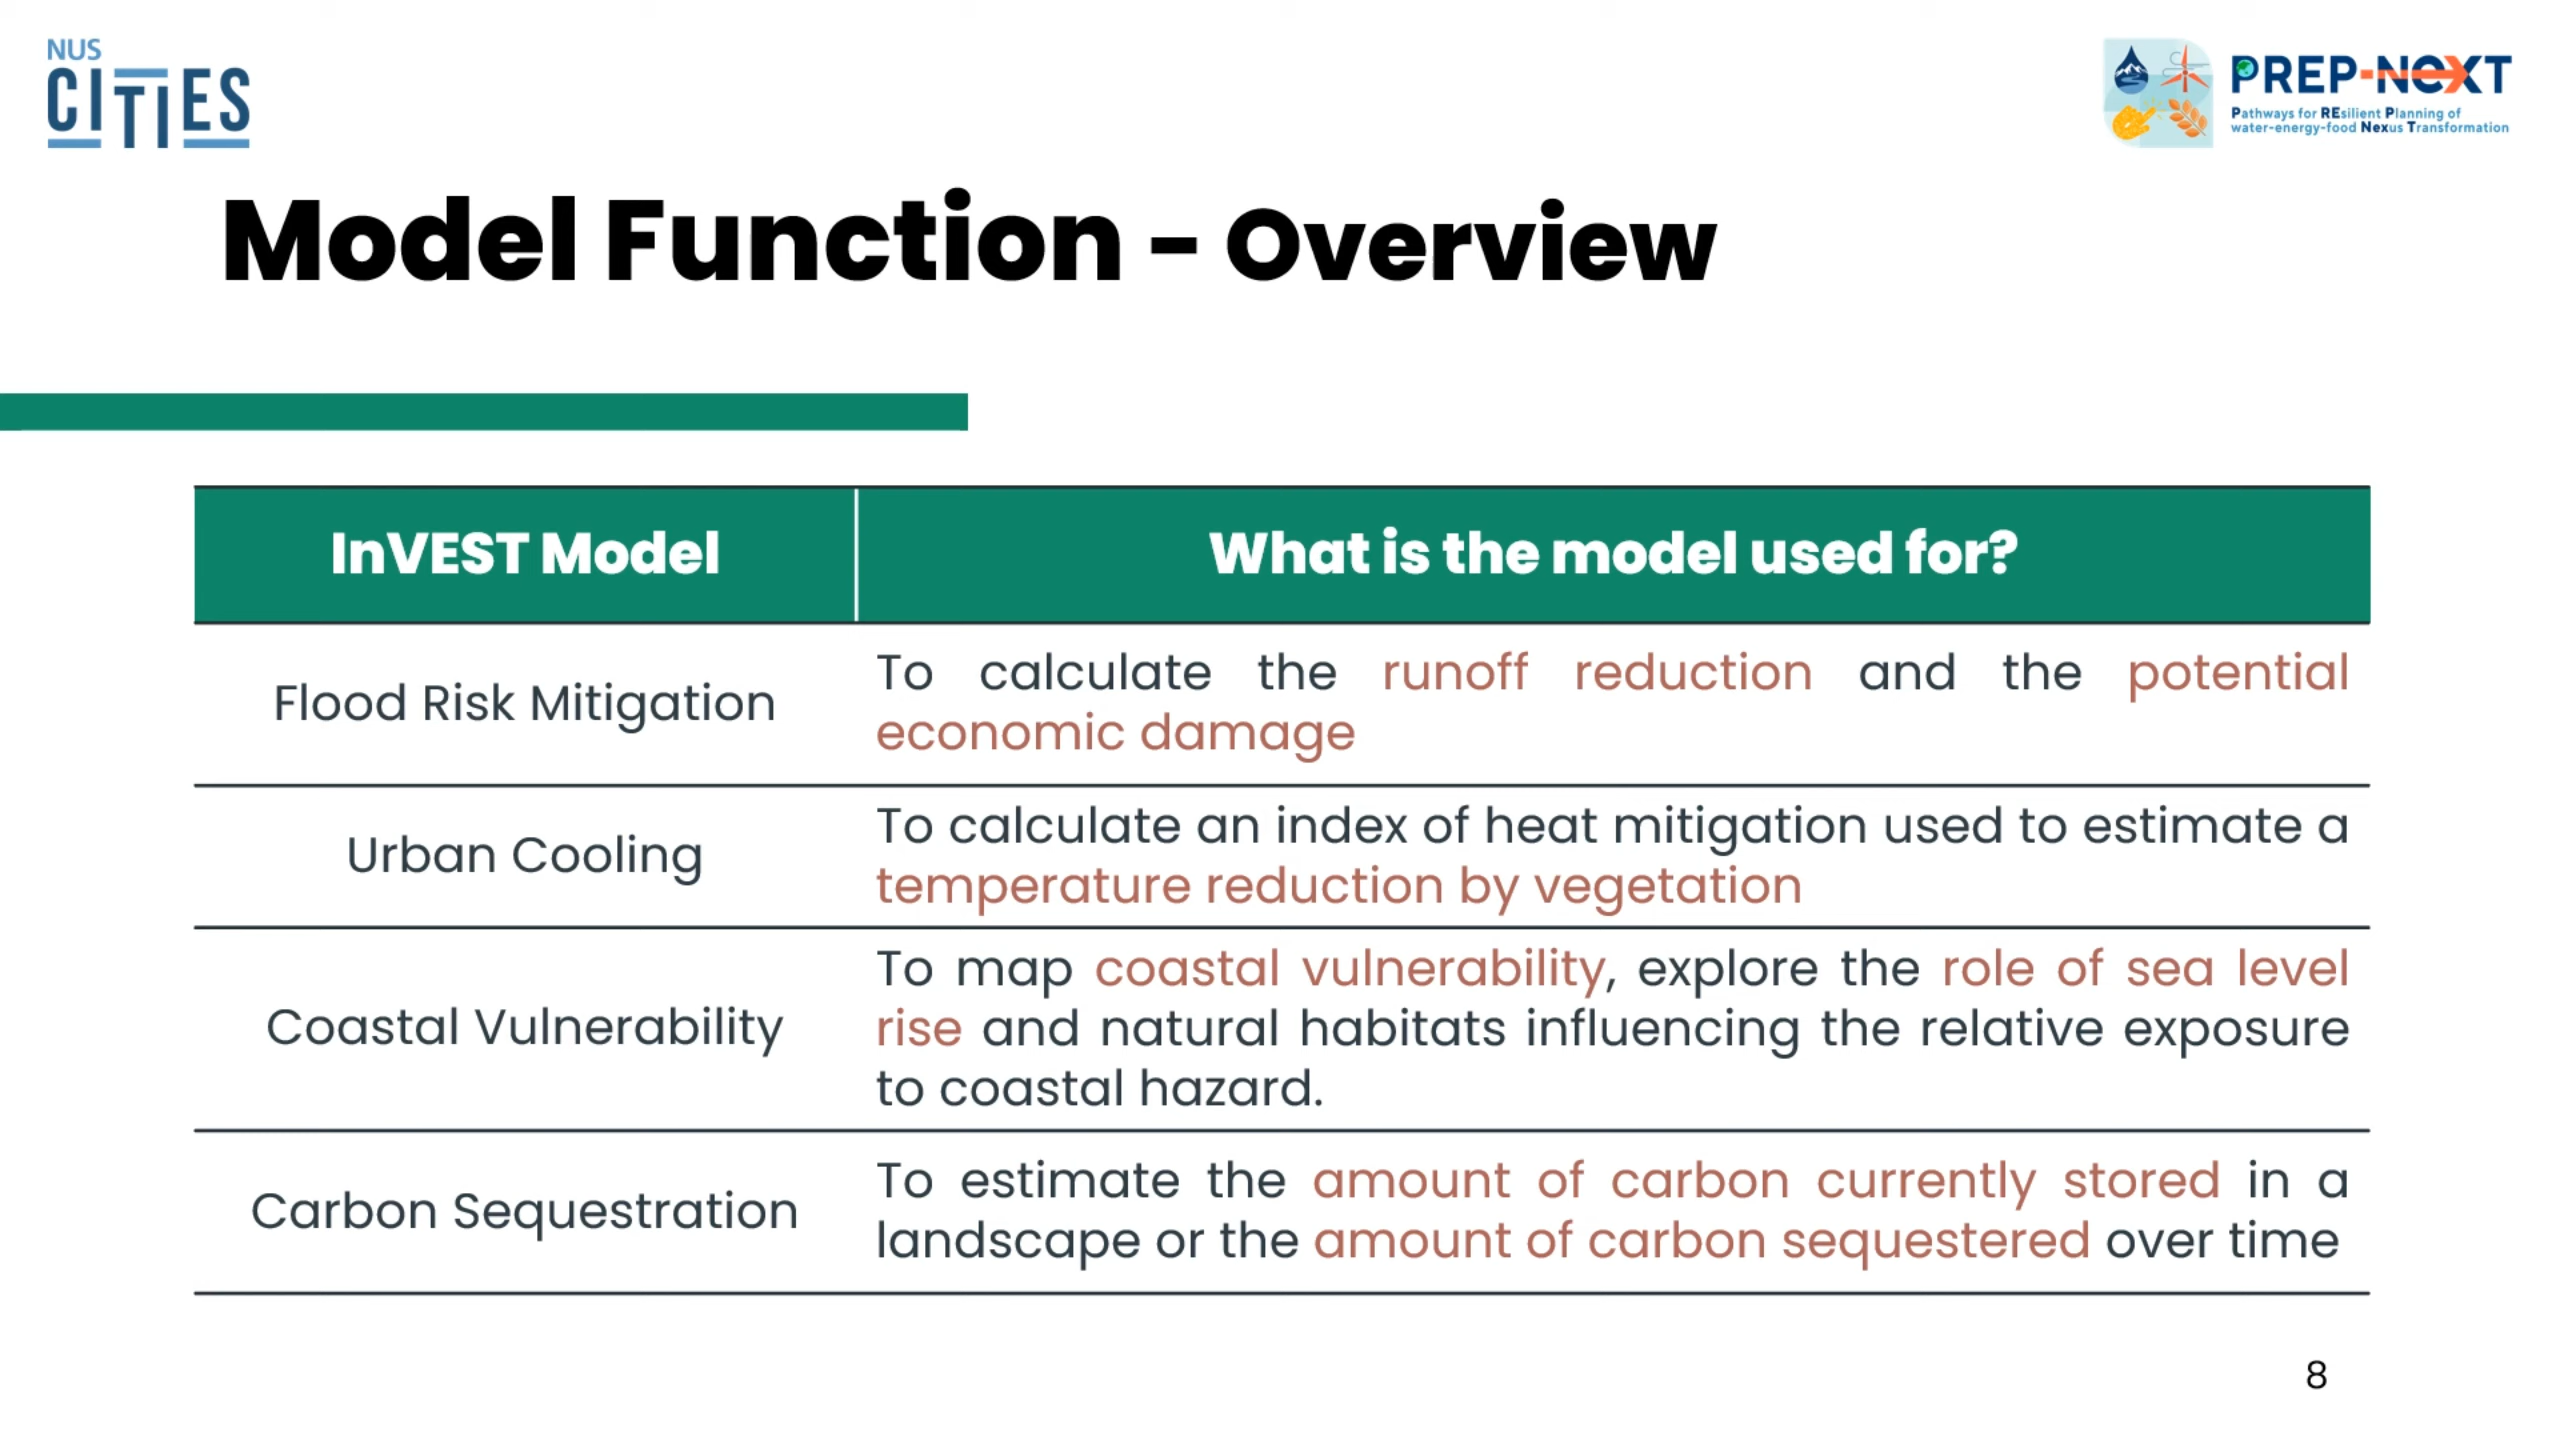 NUS
CITIES
PREP-NEXT
Pathways for REsilient Planning of
water-energy-food Nexus Transformation
Model Function - Overview
InVEST Model
What is the model used for?
Flood Risk Mitigation
To calculate the runoff reduction and the potential
economic damage
Urban Cooling
To calculate an index of heat mitigation used to estimate a
temperature reduction by vegetation
Coastal Vulnerability
To map coastal vulnerability, explore the role of sea level
rise and natural habitats influencing the relative exposure
to coastal hazard.
Carbon Sequestration
To estimate the amount of carbon currently stored in a
landscape or the amount of carbon sequestered over time
8